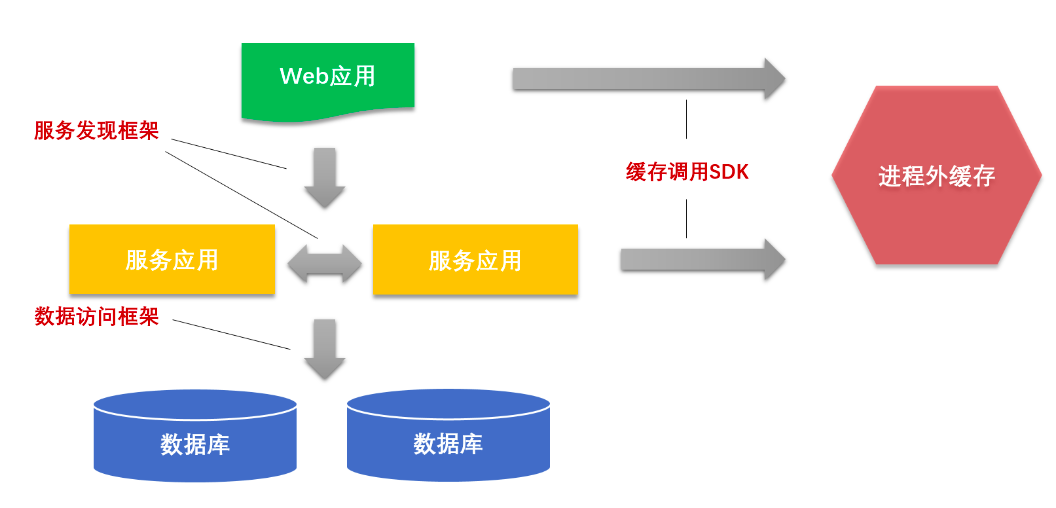 Web应用
服务发现框架
缓存调用SDK
进程外缓存
服务应用
服务应用
数据访问框架
数据库
数据库